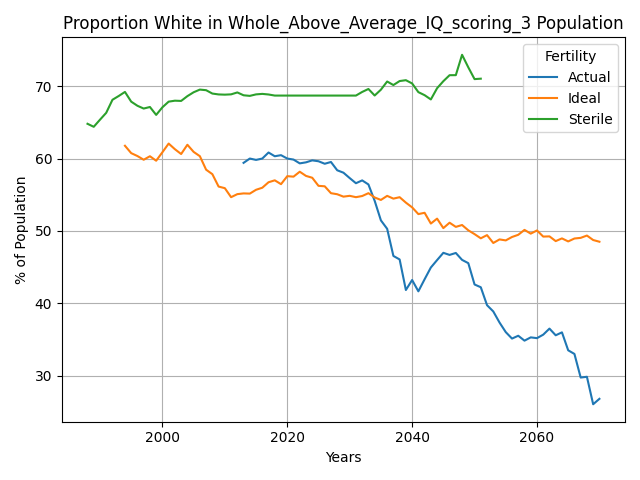 Proportion White in Whole_Above_Average_IQ_scoring_3 Population
Fertility
Actual
Ideal
Sterile
% of Population
70
60
50
40
30
2000
2020
2040
2060
Years